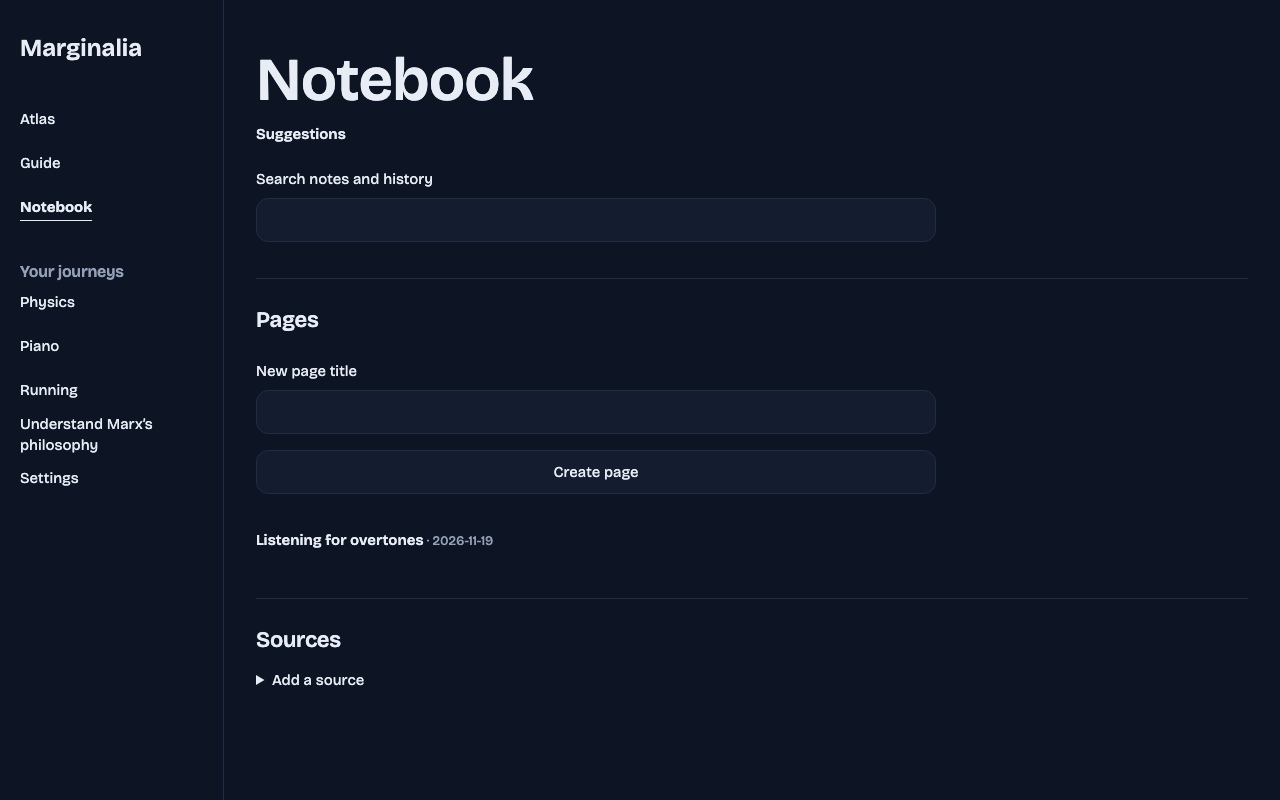 Marginalia
Atlas
Guide
Notebook
Your journeys
Physics
Piano
Running
Understand Marx's
philosophy
Settings
Notebook
Suggestions
Search notes and history
Pages
New page title
Create page
Listening for overtones · 2026-11-19
Sources
Add a source